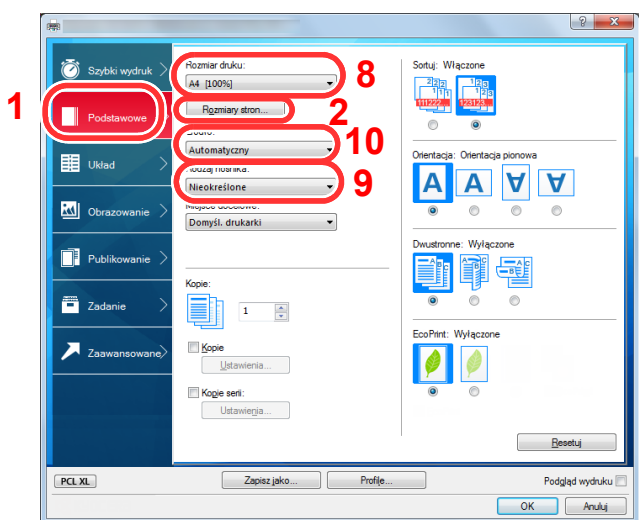 1
Szybki wydruk
Podstawowe
Układ
Obrazowanie
Publikowanie
Zadanie
Zaawansowane
Rozmiar druku:
A4 [100%]
8
Rozmiary stron...
2
Źródło:
Automatyczny
10
Rodzaj nośnika:
Nieokreślone
9
Miejsce docelowe:
Domyśl. drukarki
Kopie:
1
Kopie
Ustawienia...
Kopie serii:
Ustawienia...
Sortuj: Włączone
111222...
123123...
Orientacja: Orientacja pionowa
A A A A
Dwustronne: Wyłączone
EcoPrint: Wyłączone
Resetuj
PCL XL
Zapisz jako...
Profile...
Podgląd wydruku
OK
Anuluj